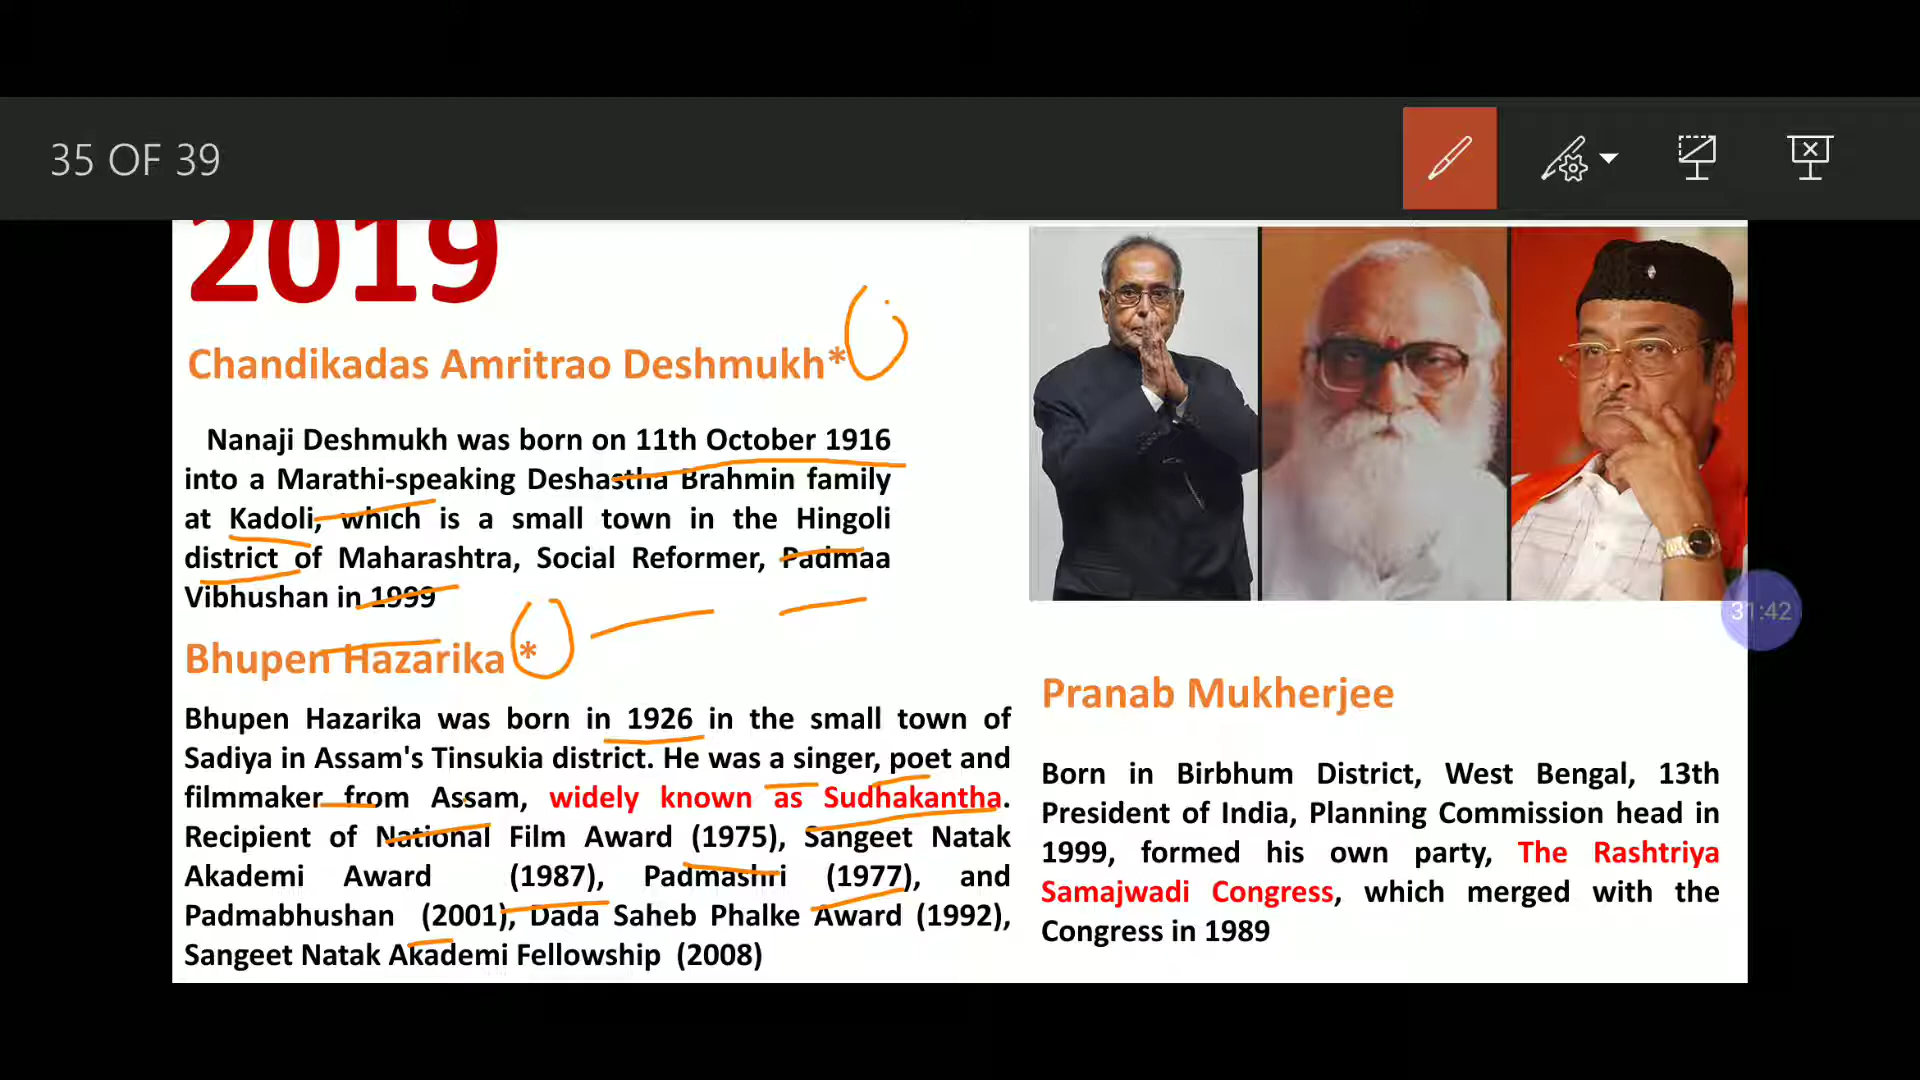 35 OF 39
2019
Chandikadas Amritrao Deshmukh*
Nanaji Deshmukh was born on 11th October 1916
into a Marathi-speaking Deshastha Brahmin family
at Kadoli, which is a small town in the Hingoli
district of Maharashtra, Social Reformer, Padmaa
Vibhushan in 1999
Bhupen Hazarika *
Bhupen Hazarika was born in 1926 in the small town of
Sadiya in Assam's Tinsukia district. He was a singer, poet and
filmmaker from Assam, widely known as Sudhakantha.
Recipient of National Film Award (1975), Sangeet Natak
Akademi Award (1987), Padmashri (1977), and
Padmabhushan (2001), Dada Saheb Phalke Award (1992),
Sangeet Natak Akademi Fellowship (2008)
31:42
Pranab Mukherjee
Born in Birbhum District, West Bengal, 13th
President of India, Planning Commission head in
1999, formed his own party, The Rashtriya
Samajwadi Congress, which merged with the
Congress in 1989